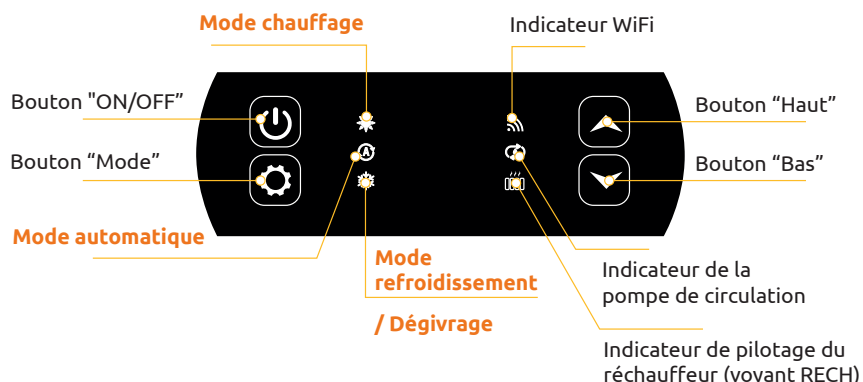 Mode chauffage
Indicateur WiFi
Bouton "ON/OFF”
Bouton “Haut”
Bouton “Mode”
A
Bouton “Bas”
Mode automatique
Mode
refroidissement
/ Dégivrage
Indicateur de la
pompe de circulation
Indicateur de pilotage du
réchauffeur (voyant RECH)